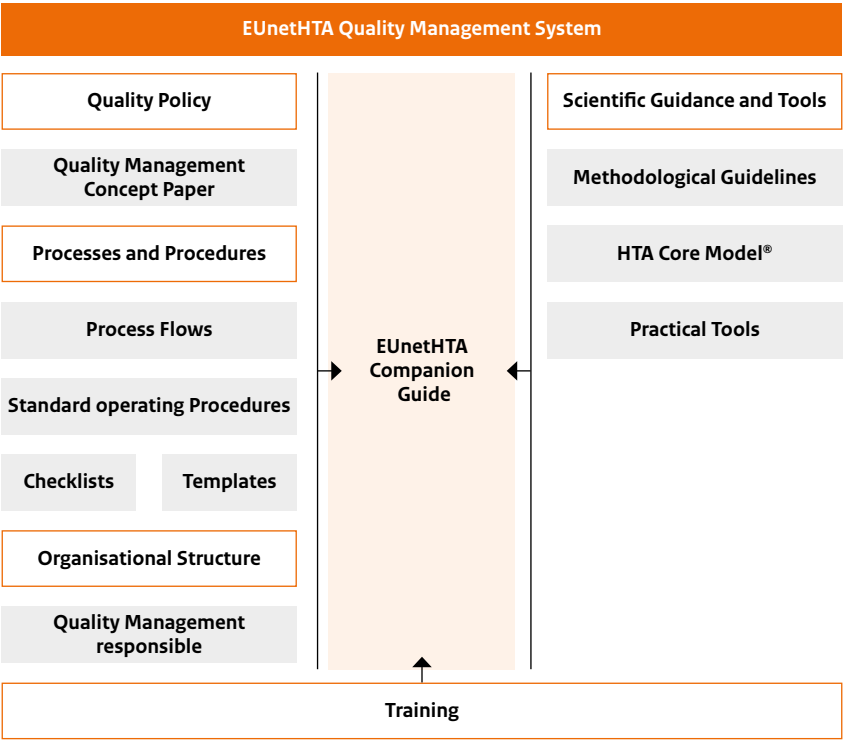 EUnetHTA Quality Management System
Quality Policy
Quality Management
Concept Paper
Processes and Procedures
Process Flows
Standard operating Procedures
Checklists
Templates
Organisational Structure
Quality Management
responsible
EUnetHTA
Companion
Guide
Scientific Guidance and Tools
Methodological Guidelines
HTA Core Model®
Practical Tools
Training